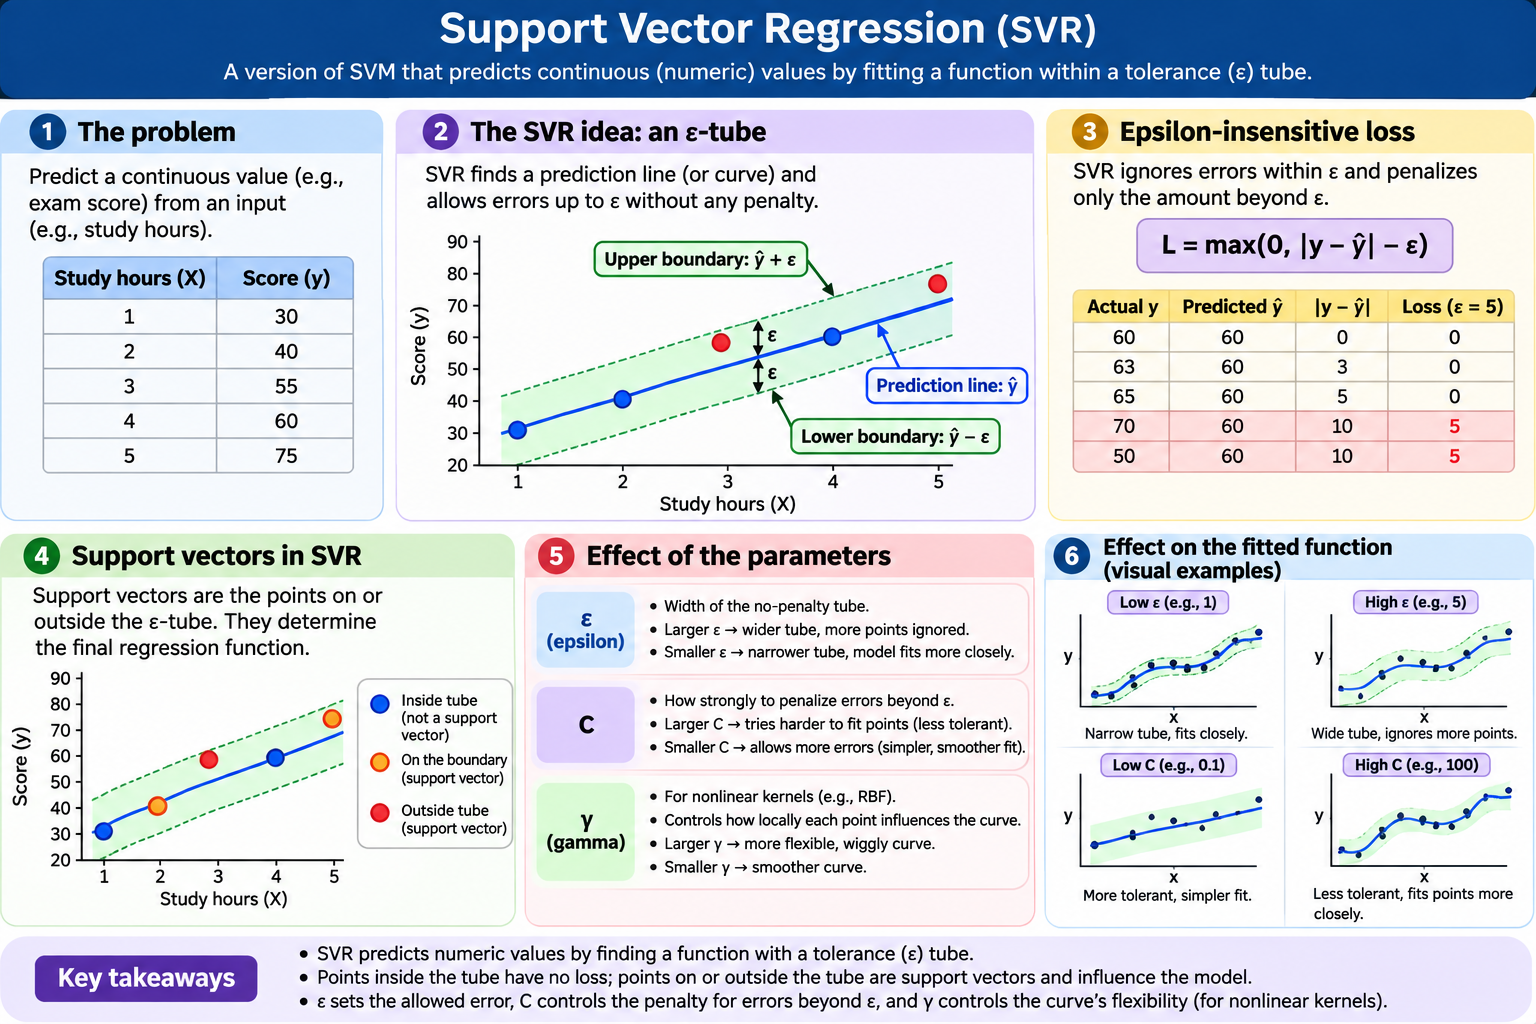 Support Vector Regression (SVR)
A version of SVM that predicts continuous (numeric) values by fitting a function within a tolerance (ε) tube.
1 The problem
Predict a continuous value (e.g.,
exam score) from an input
(e.g., study hours).
Study hours (X) Score (y)
1 30
2 40
3 55
4 60
5 75
2 The SVR idea: an ε-tube
SVR finds a prediction line (or curve) and
allows errors up to ε without any penalty.
Score (y)
90
80
70
60
50
40
30
20
Upper boundary: ŷ + ε
ε
ε
Prediction line: ŷ
Lower boundary: ŷ − ε
1 2 3 4 5
Study hours (X)
3 Epsilon-insensitive loss
SVR ignores errors within ε and penalizes
only the amount beyond ε.
L = max(0, |y − ŷ| − ε)
Actual y Predicted ŷ |y − ŷ| Loss (ε = 5)
60 60 0 0
63 60 3 0
65 60 5 0
70 60 10 5
50 60 10 5
4 Support vectors in SVR
Support vectors are the points on or
outside the ε-tube. They determine
the final regression function.
Score (y)
90
80
70
60
50
40
30
20
1 2 3 4 5
Study hours (X)
Inside tube
(not a support
vector)
On the boundary
(support vector)
Outside tube
(support vector)
5 Effect of the parameters
ε
(epsilon)
• Width of the no-penalty tube.
• Larger ε → wider tube, more points ignored.
• Smaller ε → narrower tube, model fits more closely.
C
• How strongly to penalize errors beyond ε.
• Larger C → tries harder to fit points (less tolerant).
• Smaller C → allows more errors (simpler, smoother fit).
γ
(gamma)
• For nonlinear kernels (e.g., RBF).
• Controls how locally each point influences the curve.
• Larger γ → more flexible, wiggly curve.
• Smaller γ → smoother curve.
6 Effect on the fitted function
(visual examples)
Low ε (e.g., 1)
y
x
Narrow tube, fits closely.
High ε (e.g., 5)
y
x
Wide tube, ignores more points.
Low C (e.g., 0.1)
y
x
More tolerant, simpler fit.
High C (e.g., 100)
y
x
Less tolerant, fits points more
closely.
Key takeaways
• SVR predicts numeric values by finding a function with a tolerance (ε) tube.
• Points inside the tube have no loss; points on or outside the tube are support vectors and influence the model.
• ε sets the allowed error, C controls the penalty for errors beyond ε, and γ controls the curve's flexibility (for nonlinear kernels).